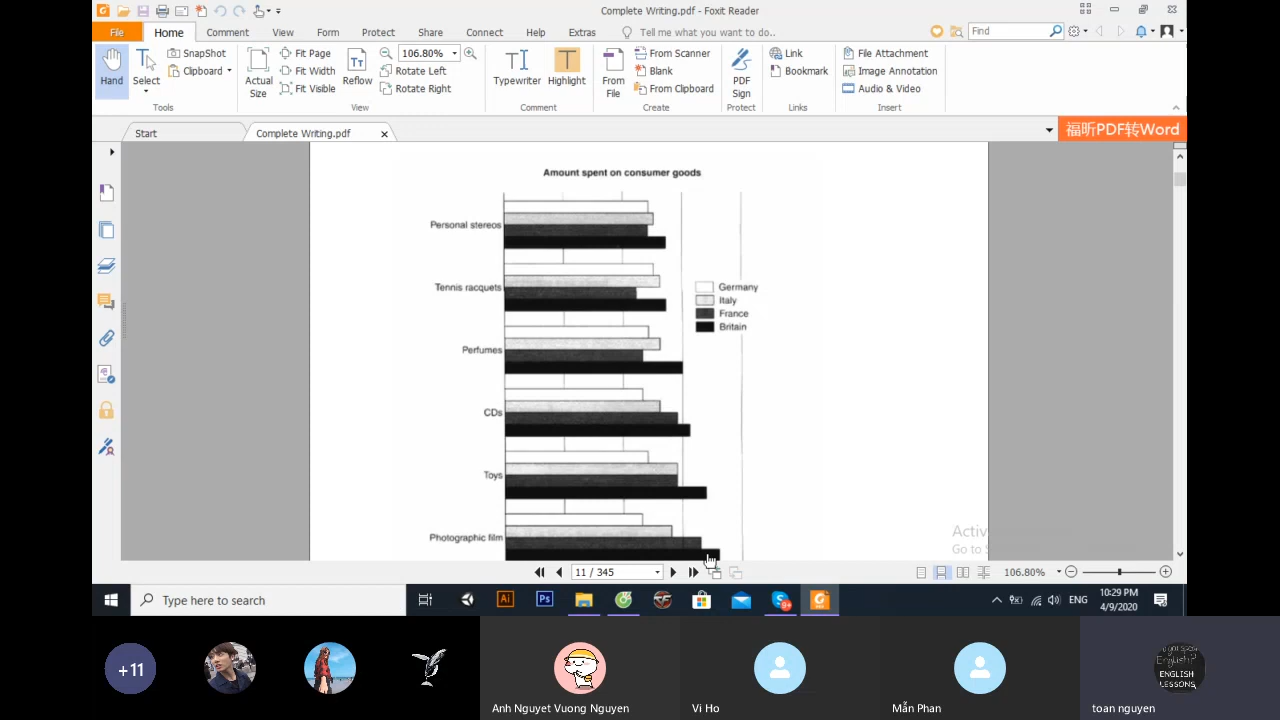 Complete Writing.pdf - Foxit Reader
File Home Comment View Form Protect Share Connect Help Extras Tell me what you want to do.. Find
Hand
Select
SnapShot
Clipboard
Tools
Actual Size
Fit Page
Fit Width
Fit Visible
Reflow
106.80%
Rotate Left
Rotate Right
View
Typewriter
Highlight
Comment
From File
From Scanner
Blank
From Clipboard
Create
PDF Sign
Protect
Link
Bookmark
Links
File Attachment
Image Annotation
Audio & Video
Insert
Start
Complete Writing.pdf
福昕PDF转Word
Amount spent on consumer goods
Personal stereos
Tennis racquets
Perfumes
CDs
Toys
Photographic film
Germany
Italy
France
Britain
11 / 345
106.80%
Type here to search
Ai
Ps
ENG
10:29 PM
4/9/2020
+11
Anh Nguyet Vuong Nguyen
Vi Ho
Mẫn Phan
English?
ENGLISH
LESSONS
toan nguyen